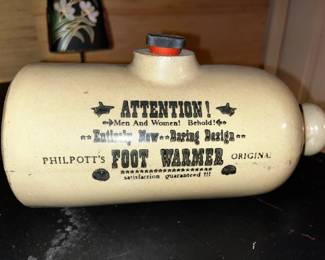 ATTENTION!
Men And Women! Behold!
Entirely New Daring Design
PHILPOTT'S FOOT WARMER ORIGINAL
satisfaction guaranteed !!!